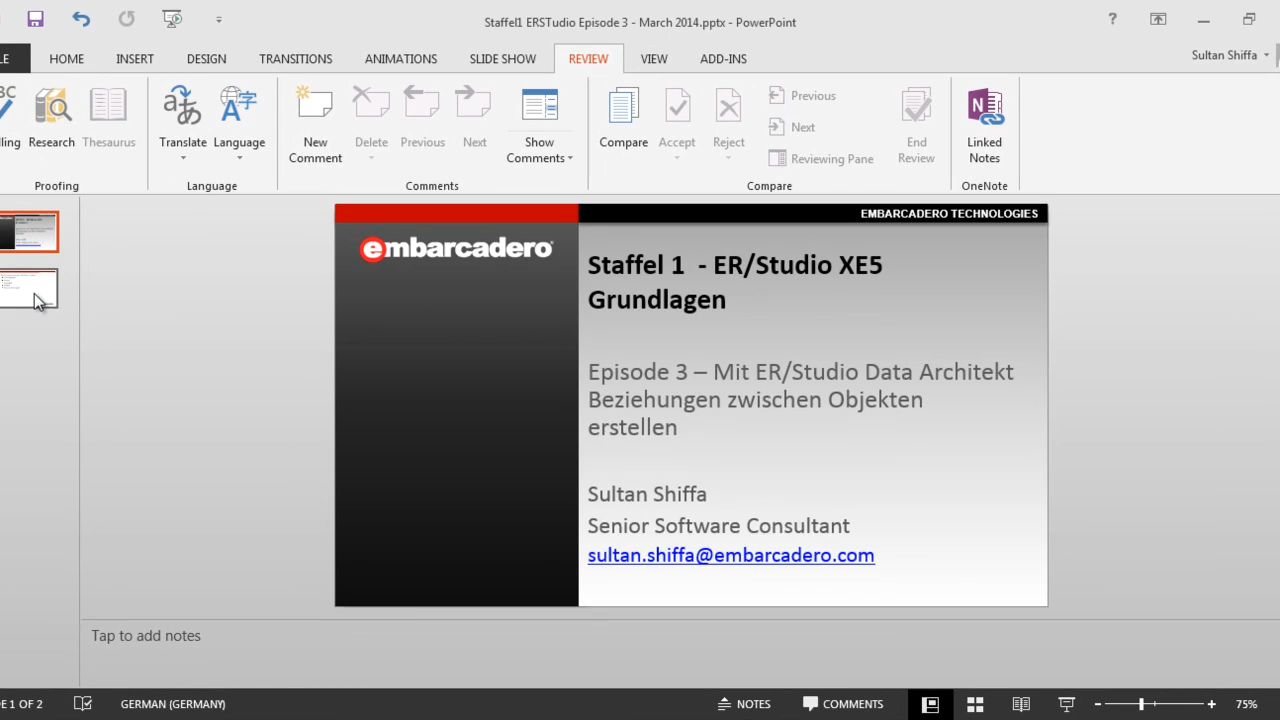 Staffel1 ERSTudio Episode 3 - March 2014.pptx - PowerPoint
?
LE
HOME
INSERT
DESIGN
TRANSITIONS
ANIMATIONS
SLIDE SHOW
REVIEW
VIEW
ADD-INS
Sultan Shiffa
BC
lling
Research
Thesaurus
Translate
Language
New
Comment
Delete
Previous
Next
Show
Comments
Compare
Accept
Reject
Previous
Next
Reviewing Pane
End
Review
Linked
Notes
Proofing
Language
Comments
Compare
OneNote
EMBARCADERO TECHNOLOGIES
embarcadero
Staffel 1 - ER/Studio XE5
Grundlagen
Episode 3 – Mit ER/Studio Data Architekt
Beziehungen zwischen Objekten
erstellen
Sultan Shiffa
Senior Software Consultant
sultan.shiffa@embarcadero.com
Tap to add notes
E 1 OF 2
GERMAN (GERMANY)
NOTES
COMMENTS
75%